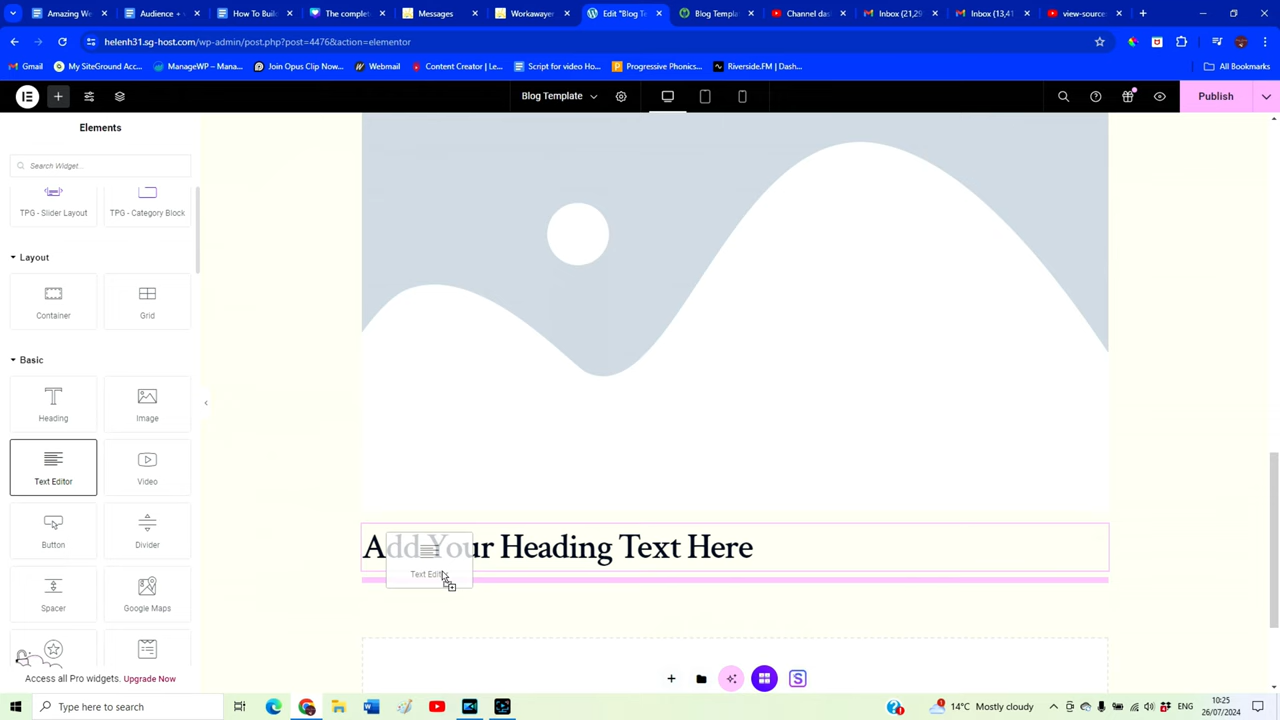 Amazing We
Audience + v
How To Buil
The complet
Messages
Workawayer
Edit "Blog Te
Blog Templa
Channel das
Inbox (21,29
Inbox (13,41
view-source
helenh31.sg-host.com/wp-admin/post.php?post=4476&action=elementor
Gmail
My SiteGround Acc...
ManageWP – Mana...
Join Opus Clip Now...
Webmail
Content Creator | Le...
Script for video Ho...
Progressive Phonics...
Riverside.FM | Dash...
All Bookmarks
Blog Template
Publish
Elements
Search Widget...
TPG - Slider Layout
TPG - Category Block
Layout
Container
Grid
Basic
Heading
Image
Text Editor
Video
Button
Divider
Spacer
Google Maps
Add Your Heading Text Here
Text Editor
Access all Pro widgets. Upgrade Now
Type here to search
14°C Mostly cloudy
ENG
10:25
26/07/2024